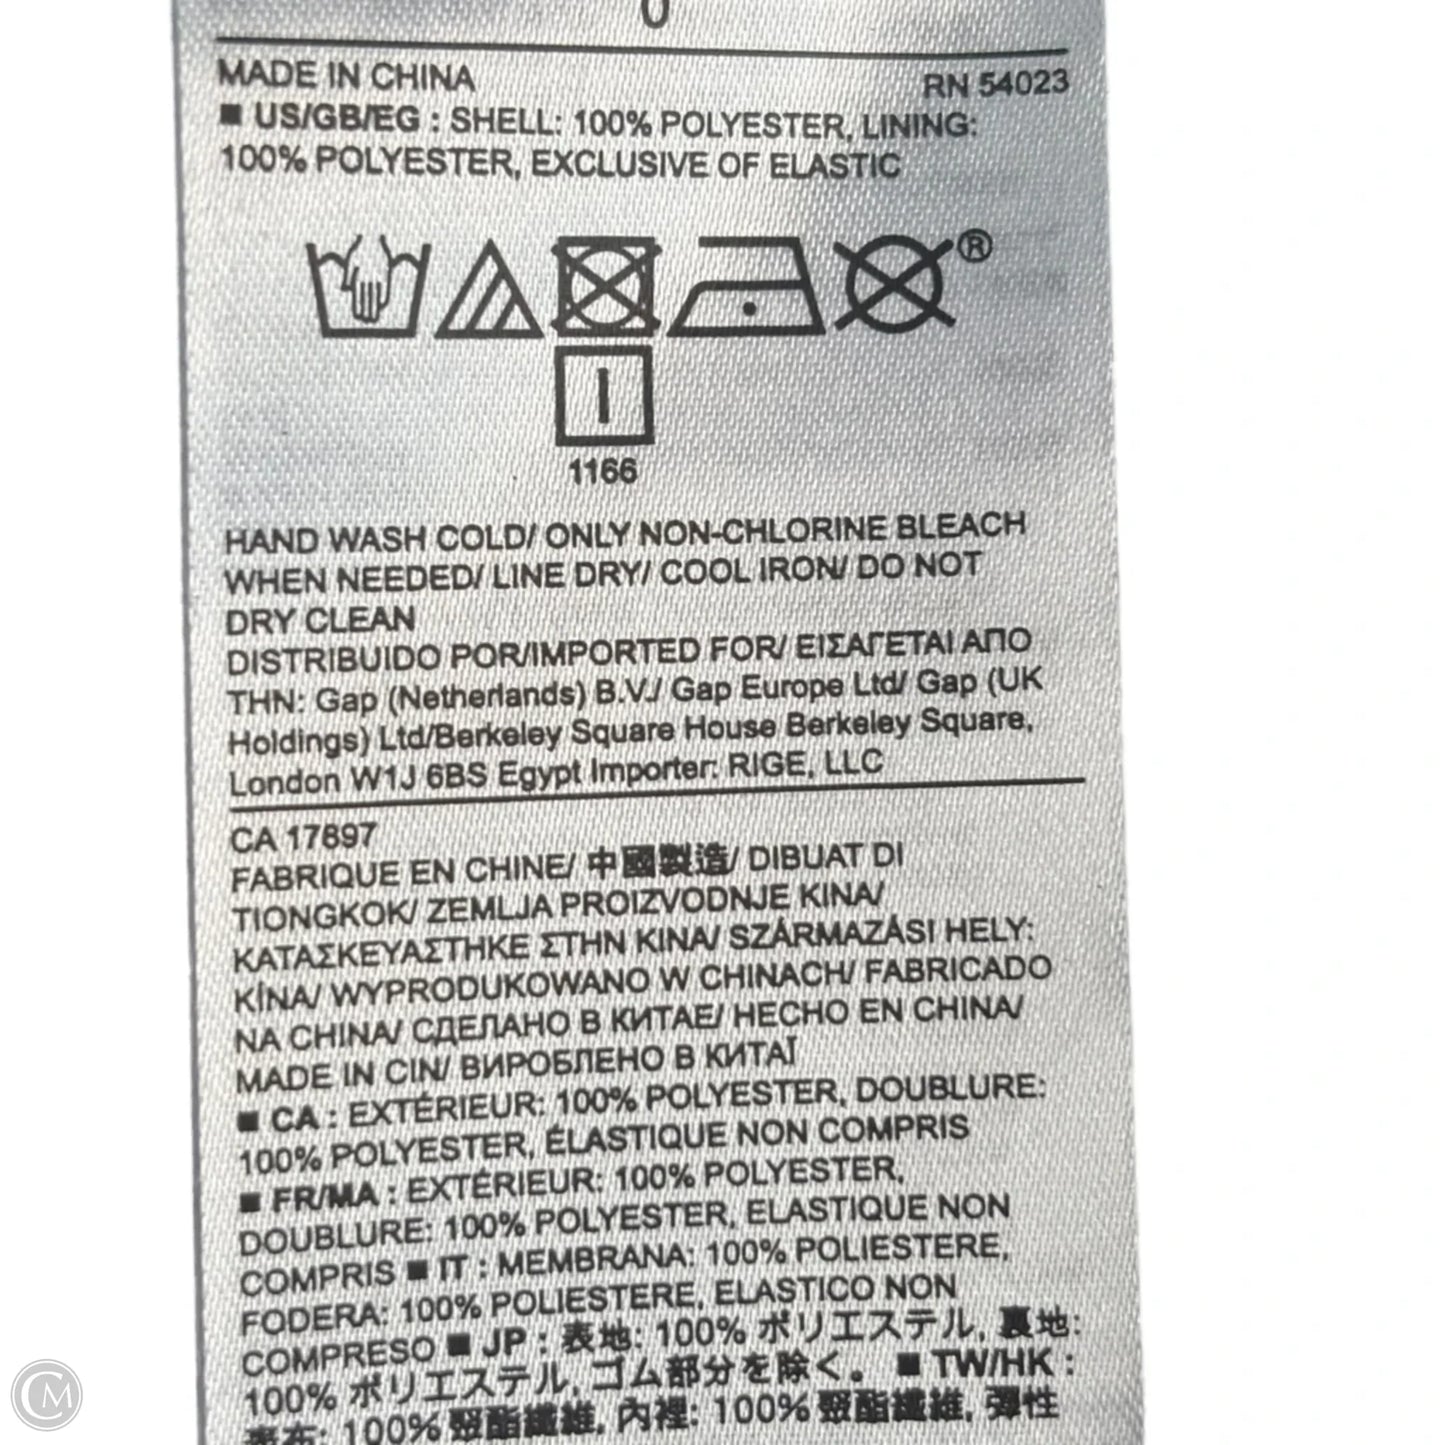 0
MADE IN CHINA RN 54023
■ US/GB/EG : SHELL: 100% POLYESTER, LINING:
100% POLYESTER, EXCLUSIVE OF ELASTIC
®
1166
HAND WASH COLD/ ONLY NON-CHLORINE BLEACH
WHEN NEEDED/ LINE DRY/ COOL IRON/ DO NOT
DRY CLEAN
DISTRIBUIDO POR/IMPORTED FOR/ ΕΙΣΑΓΕΤΑΙ ΑΠΟ
THN: Gap (Netherlands) B.V./ Gap Europe Ltd/ Gap (UK
Holdings) Ltd/Berkeley Square House Berkeley Square,
London W1J 6BS Egypt Importer: RIGE, LLC
CA 17897
FABRIQUE EN CHINE/ 中國製造/ DIBUAT DI
TIONGKOK/ ZEMLJA PROIZVODNJE KINA/
ΚΑΤΑΣΚΕΥΑΣΤΗΚΕ ΣΤΗΝ ΚΙΝΑ/ SZÁRMAZÁSI HELY:
KÍNA/ WYPRODUKOWANO W CHINACH/ FABRICADO
NA CHINA/ СДЕЛАНО В КИТАЕ/ HECHO EN CHINA/
MADE IN CIN/ ВИРОБЛЕНО В КИТАЇ
■ CA : EXTÉRIEUR: 100% POLYESTER, DOUBLURE:
100% POLYESTER, ÉLASTIQUE NON COMPRIS
■ FR/MA : EXTÉRIEUR: 100% POLYESTER,
DOUBLURE: 100% POLYESTER, ELASTIQUE NON
COMPRIS ■ IT : MEMBRANA: 100% POLIESTERE,
FODERA: 100% POLIESTERE, ELASTICO NON
COMPRESO ■ JP : 表地: 100% ポリエステル, 裏地:
100% ポリエステル, ゴム部分を除く。 ■ TW/HK :
表布: 100% 聚酯纖維, 內裡: 100% 聚酯纖維, 彈性
CM